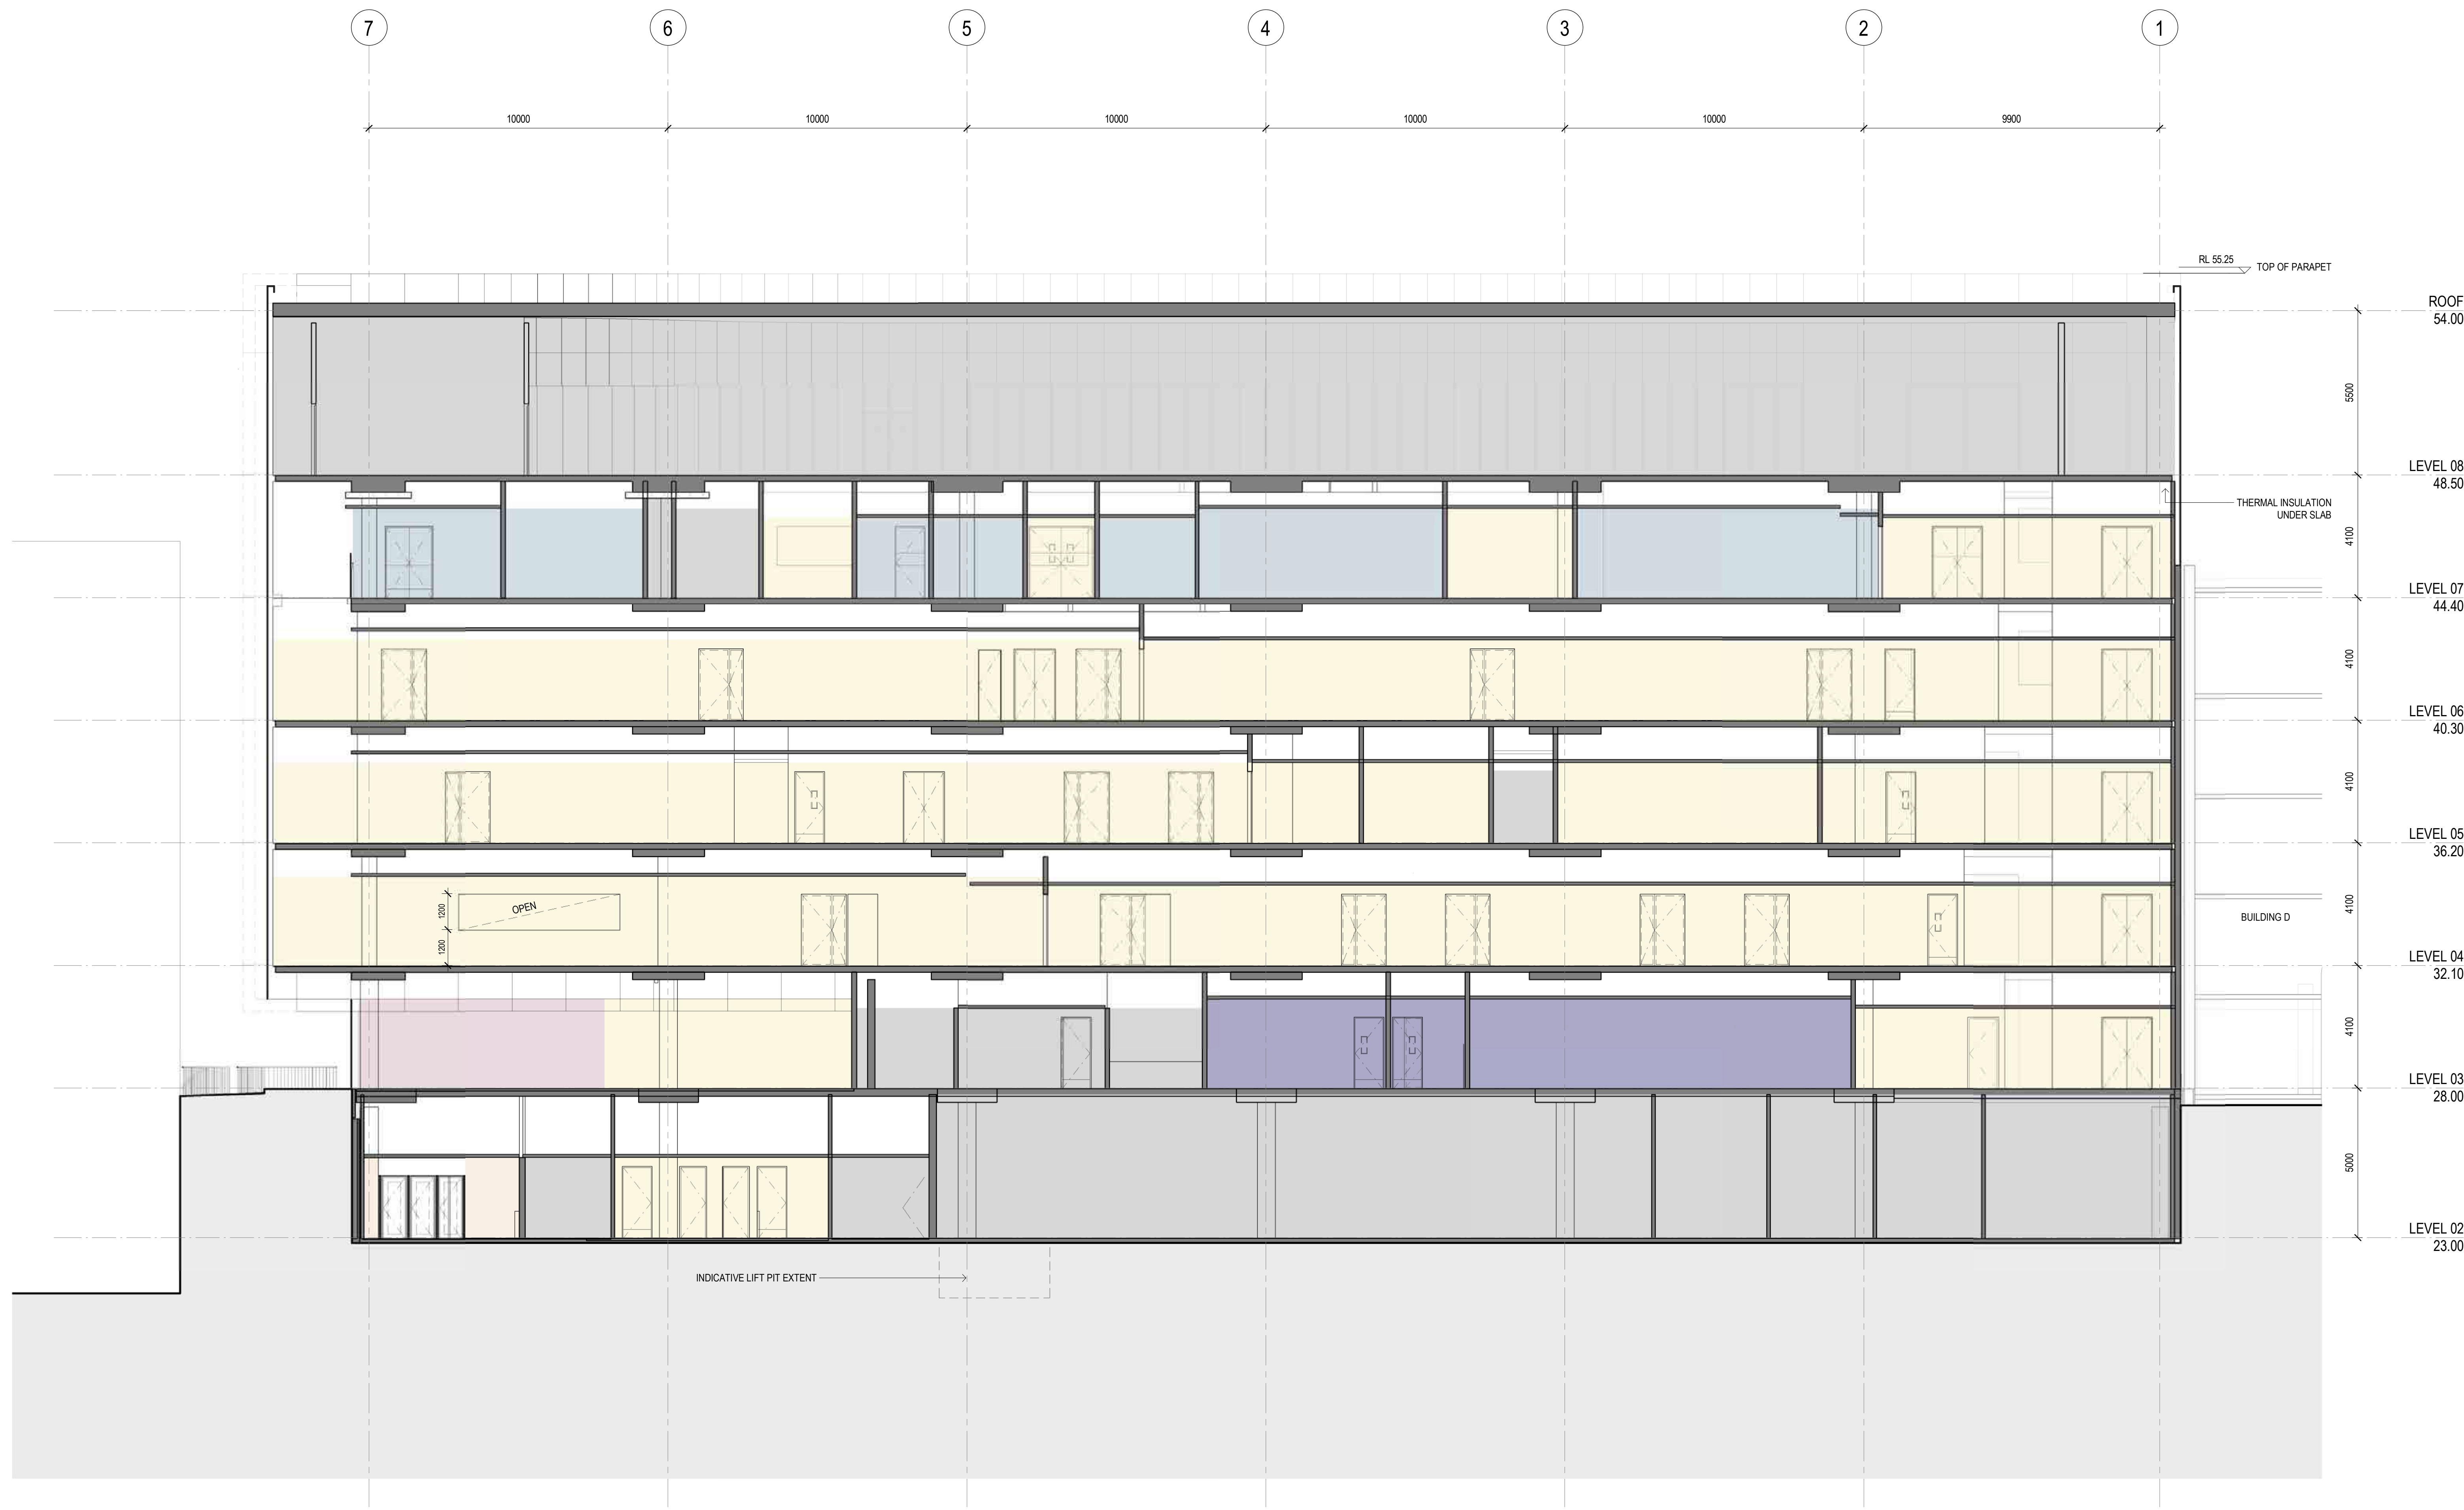 7 6 5 4 3 2 1
10000 10000 10000 10000 10000 9900
RL 55.25
TOP OF PARAPET
ROOF
54.00
5500
LEVEL 08
48.50
THERMAL INSULATION
UNDER SLAB
4100
LEVEL 07
44.40
4100
LEVEL 06
40.30
4100
LEVEL 05
36.20
OPEN
1200
1200
4100
BUILDING D
LEVEL 04
32.10
4100
LEVEL 03
28.00
5000
LEVEL 02
23.00
INDICATIVE LIFT PIT EXTENT